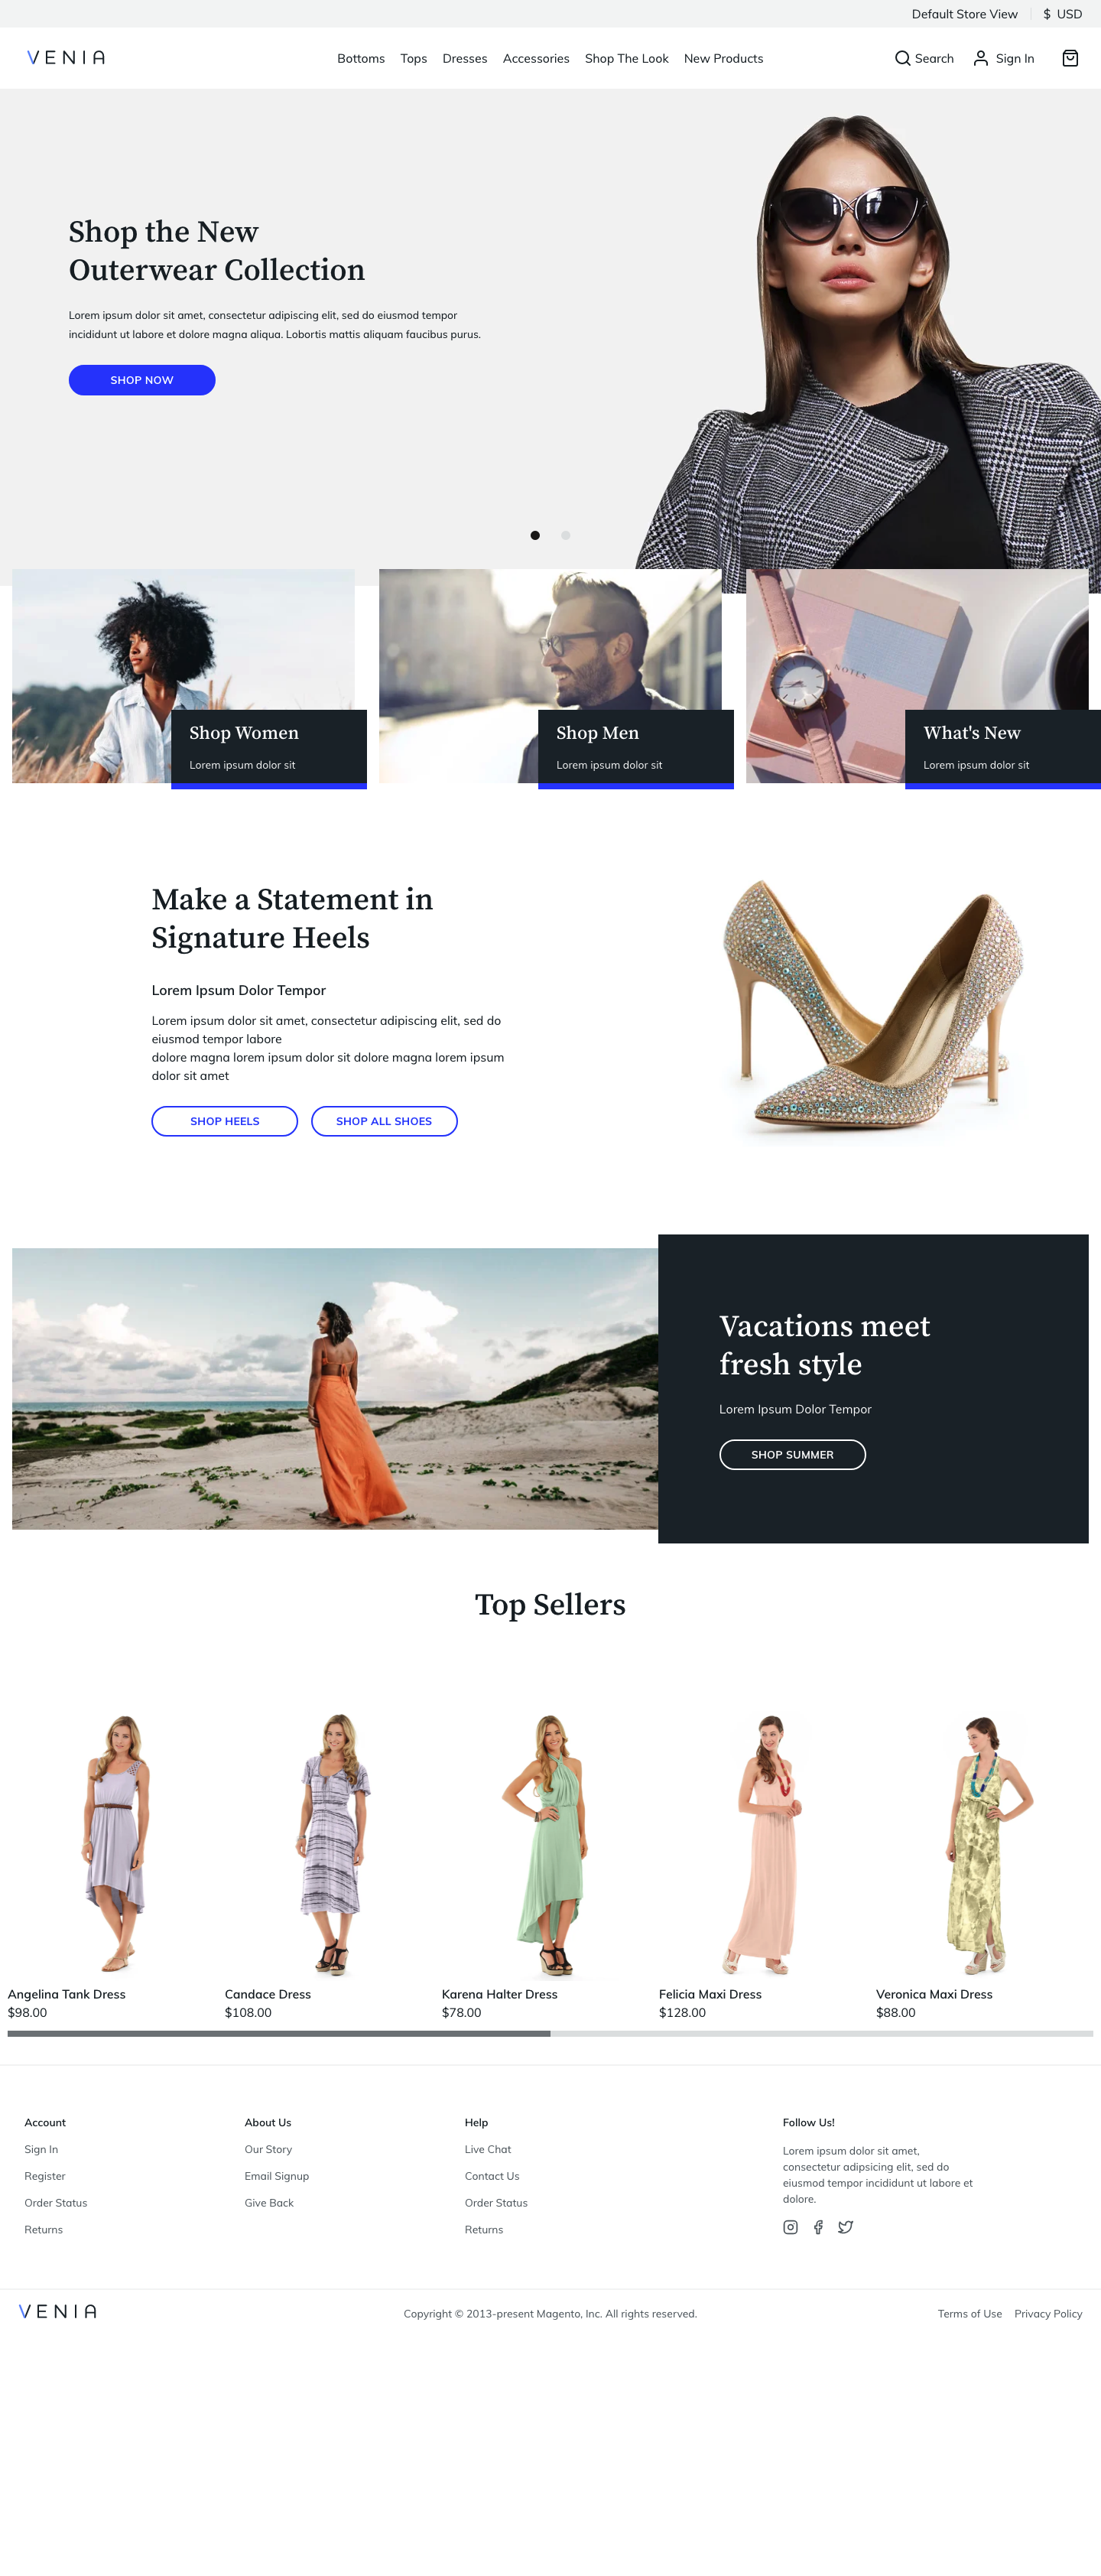 Default Store View
$ USD
VENIA
Bottoms
Tops
Dresses
Accessories
Shop The Look
New Products
Search
Sign In
Shop the New
Outerwear Collection
Lorem ipsum dolor sit amet, consectetur adipiscing elit, sed do eiusmod tempor
incididunt ut labore et dolore magna aliqua. Lobortis mattis aliquam faucibus purus.
SHOP NOW
Shop Women
Lorem ipsum dolor sit
Shop Men
Lorem ipsum dolor sit
NOTES
What's New
Lorem ipsum dolor sit
Make a Statement in
Signature Heels
Lorem Ipsum Dolor Tempor
Lorem ipsum dolor sit amet, consectetur adipiscing elit, sed do
eiusmod tempor labore
dolore magna lorem ipsum dolor sit dolore magna lorem ipsum
dolor sit amet
SHOP HEELS
SHOP ALL SHOES
Vacations meet
fresh style
Lorem Ipsum Dolor Tempor
SHOP SUMMER
Top Sellers
Angelina Tank Dress
$98.00
Candace Dress
$108.00
Karena Halter Dress
$78.00
Felicia Maxi Dress
$128.00
Veronica Maxi Dress
$88.00
Account
Sign In
Register
Order Status
Returns
About Us
Our Story
Email Signup
Give Back
Help
Live Chat
Contact Us
Order Status
Returns
Follow Us!
Lorem ipsum dolor sit amet,
consectetur adipsicing elit, sed do
eiusmod tempor incididunt ut labore et
dolore.
VENIA
Copyright © 2013-present Magento, Inc. All rights reserved.
Terms of Use
Privacy Policy